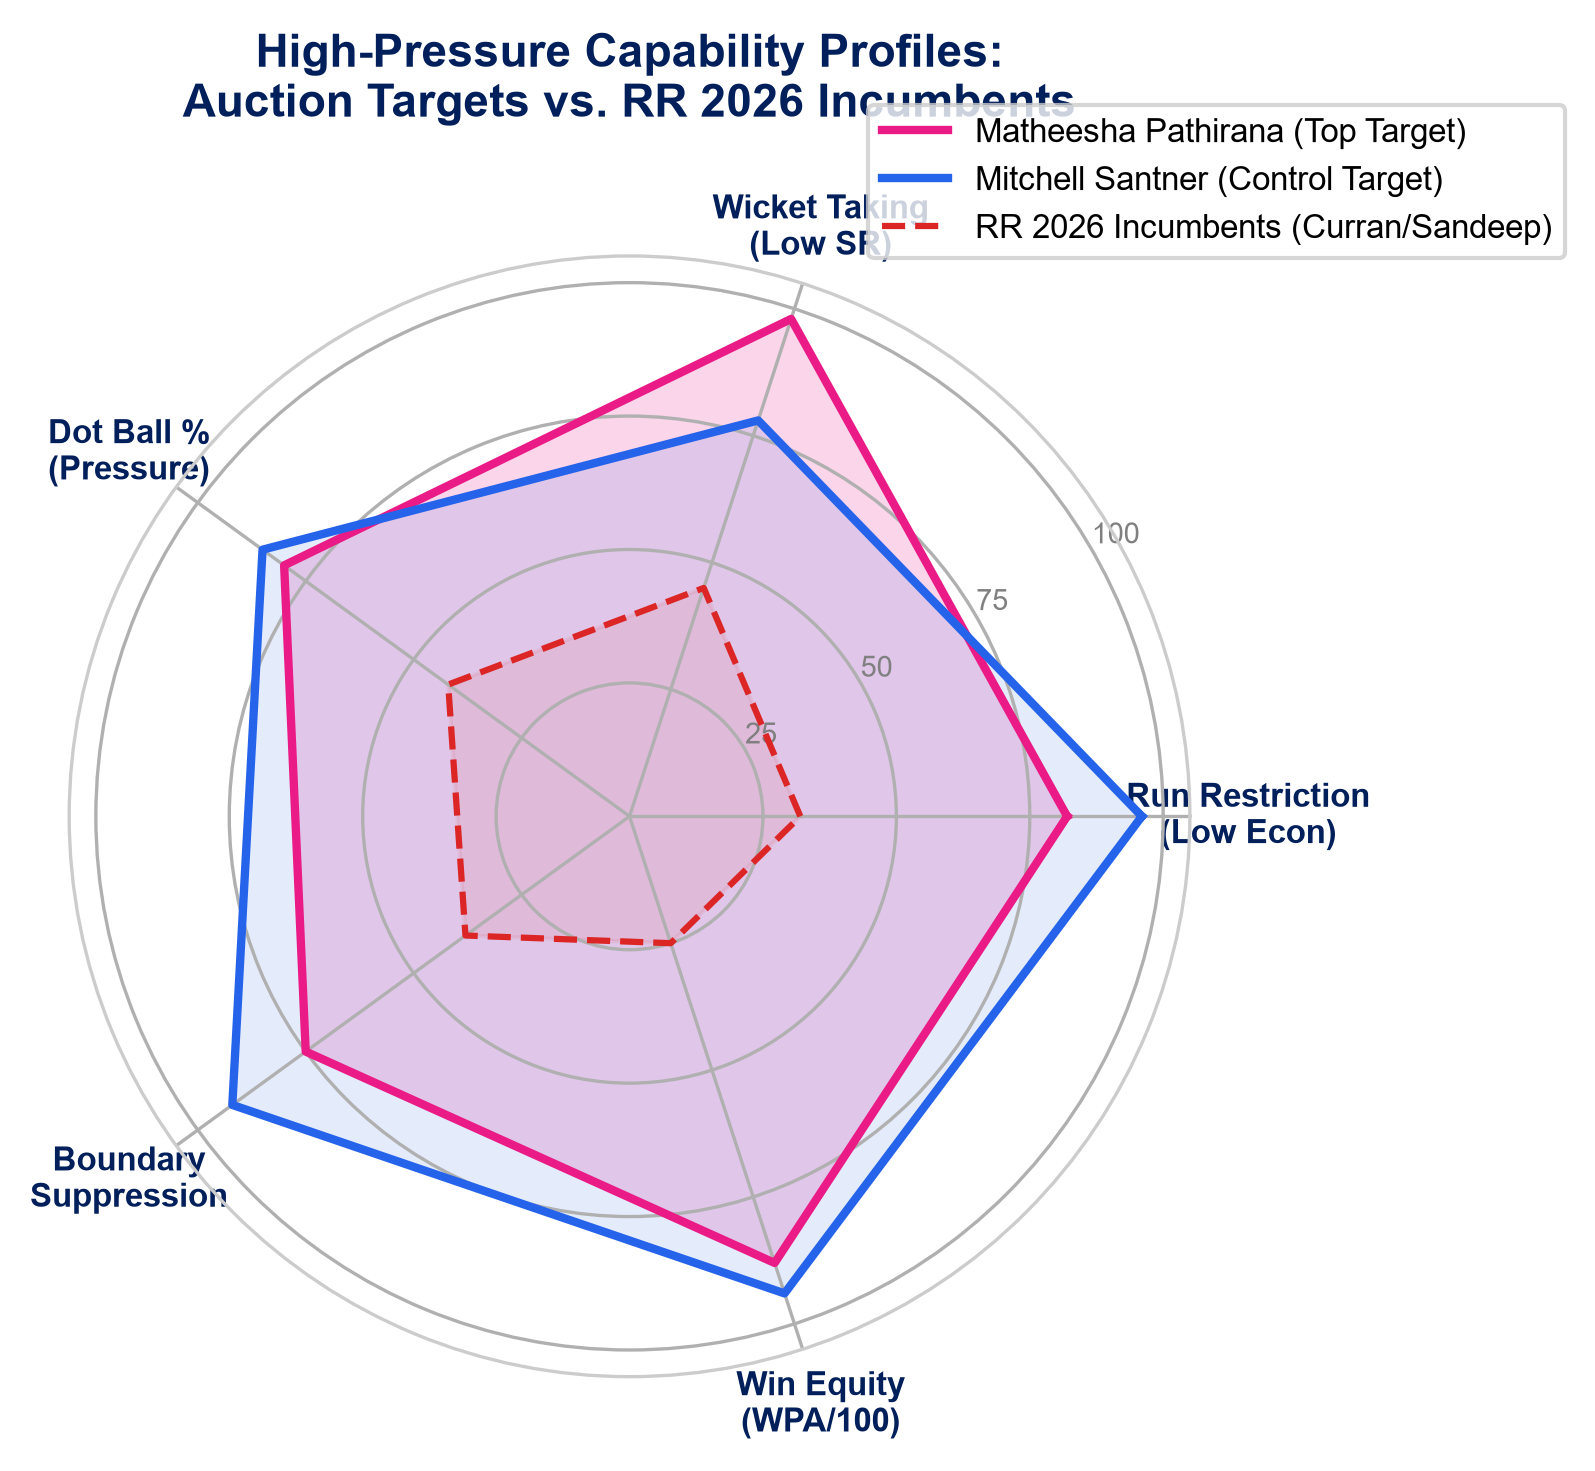 High-Pressure Capability Profiles:
Auction Targets vs. RR 2026 Incumbents
Matheesha Pathirana (Top Target)
Mitchell Santner (Control Target)
RR 2026 Incumbents (Curran/Sandeep)
Wicket Taking
(Low SR)
Dot Ball %
(Pressure)
100
75
50
25
Run Restriction
(Low Econ)
Boundary
Suppression
Win Equity
(WPA/100)